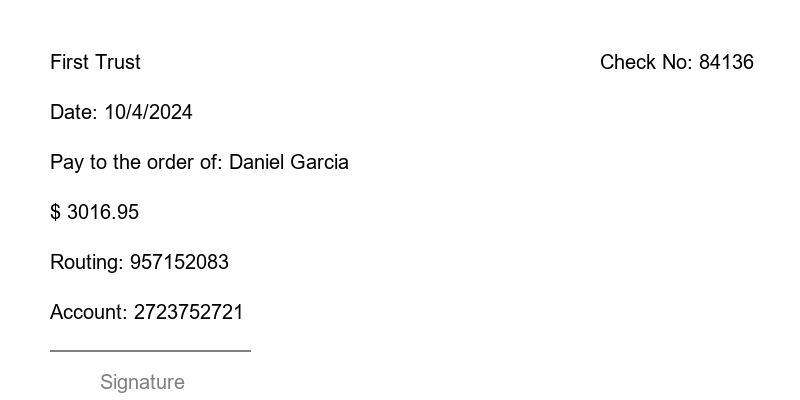 First Trust
Check No: 84136
Date: 10/4/2024
Pay to the order of: Daniel Garcia
$ 3016.95
Routing: 957152083
Account: 2723752721
Signature